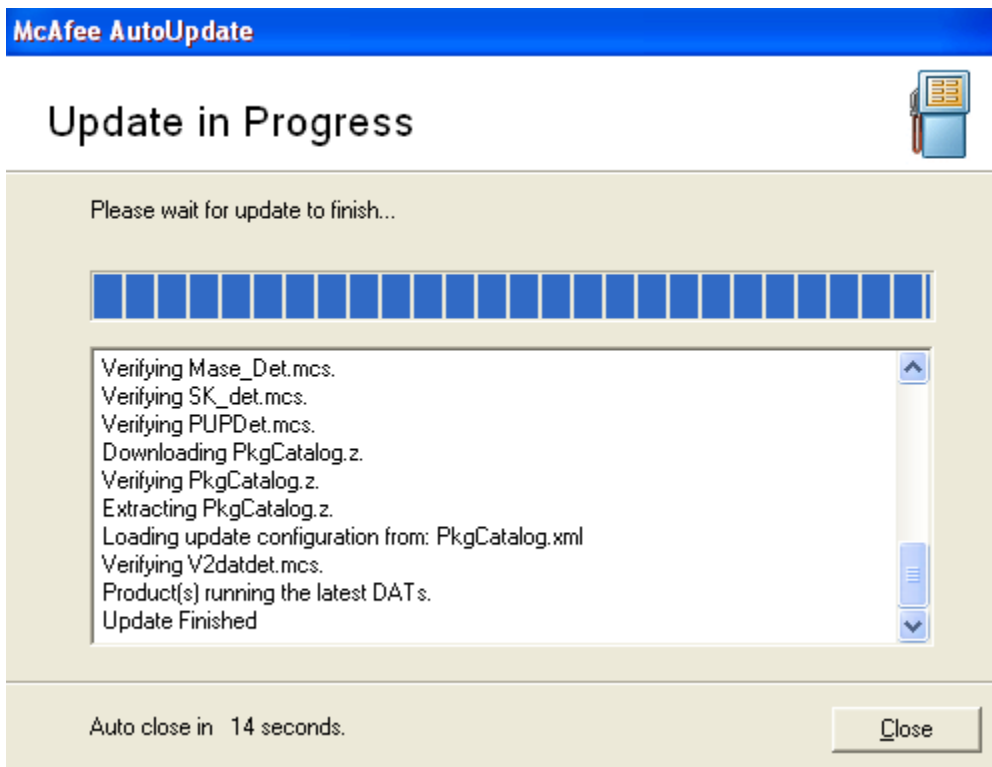 McAfee AutoUpdate
Update in Progress
Please wait for update to finish...
Verifying Mase_Det.mcs.
Verifying SK_det.mcs.
Verifying PUPDet.mcs.
Downloading PkgCatalog.z.
Verifying PkgCatalog.z.
Extracting PkgCatalog.z.
Loading update configuration from: PkgCatalog.xml
Verifying V2datdet.mcs.
Product(s) running the latest DATs.
Update Finished
Auto close in 14 seconds.
Close